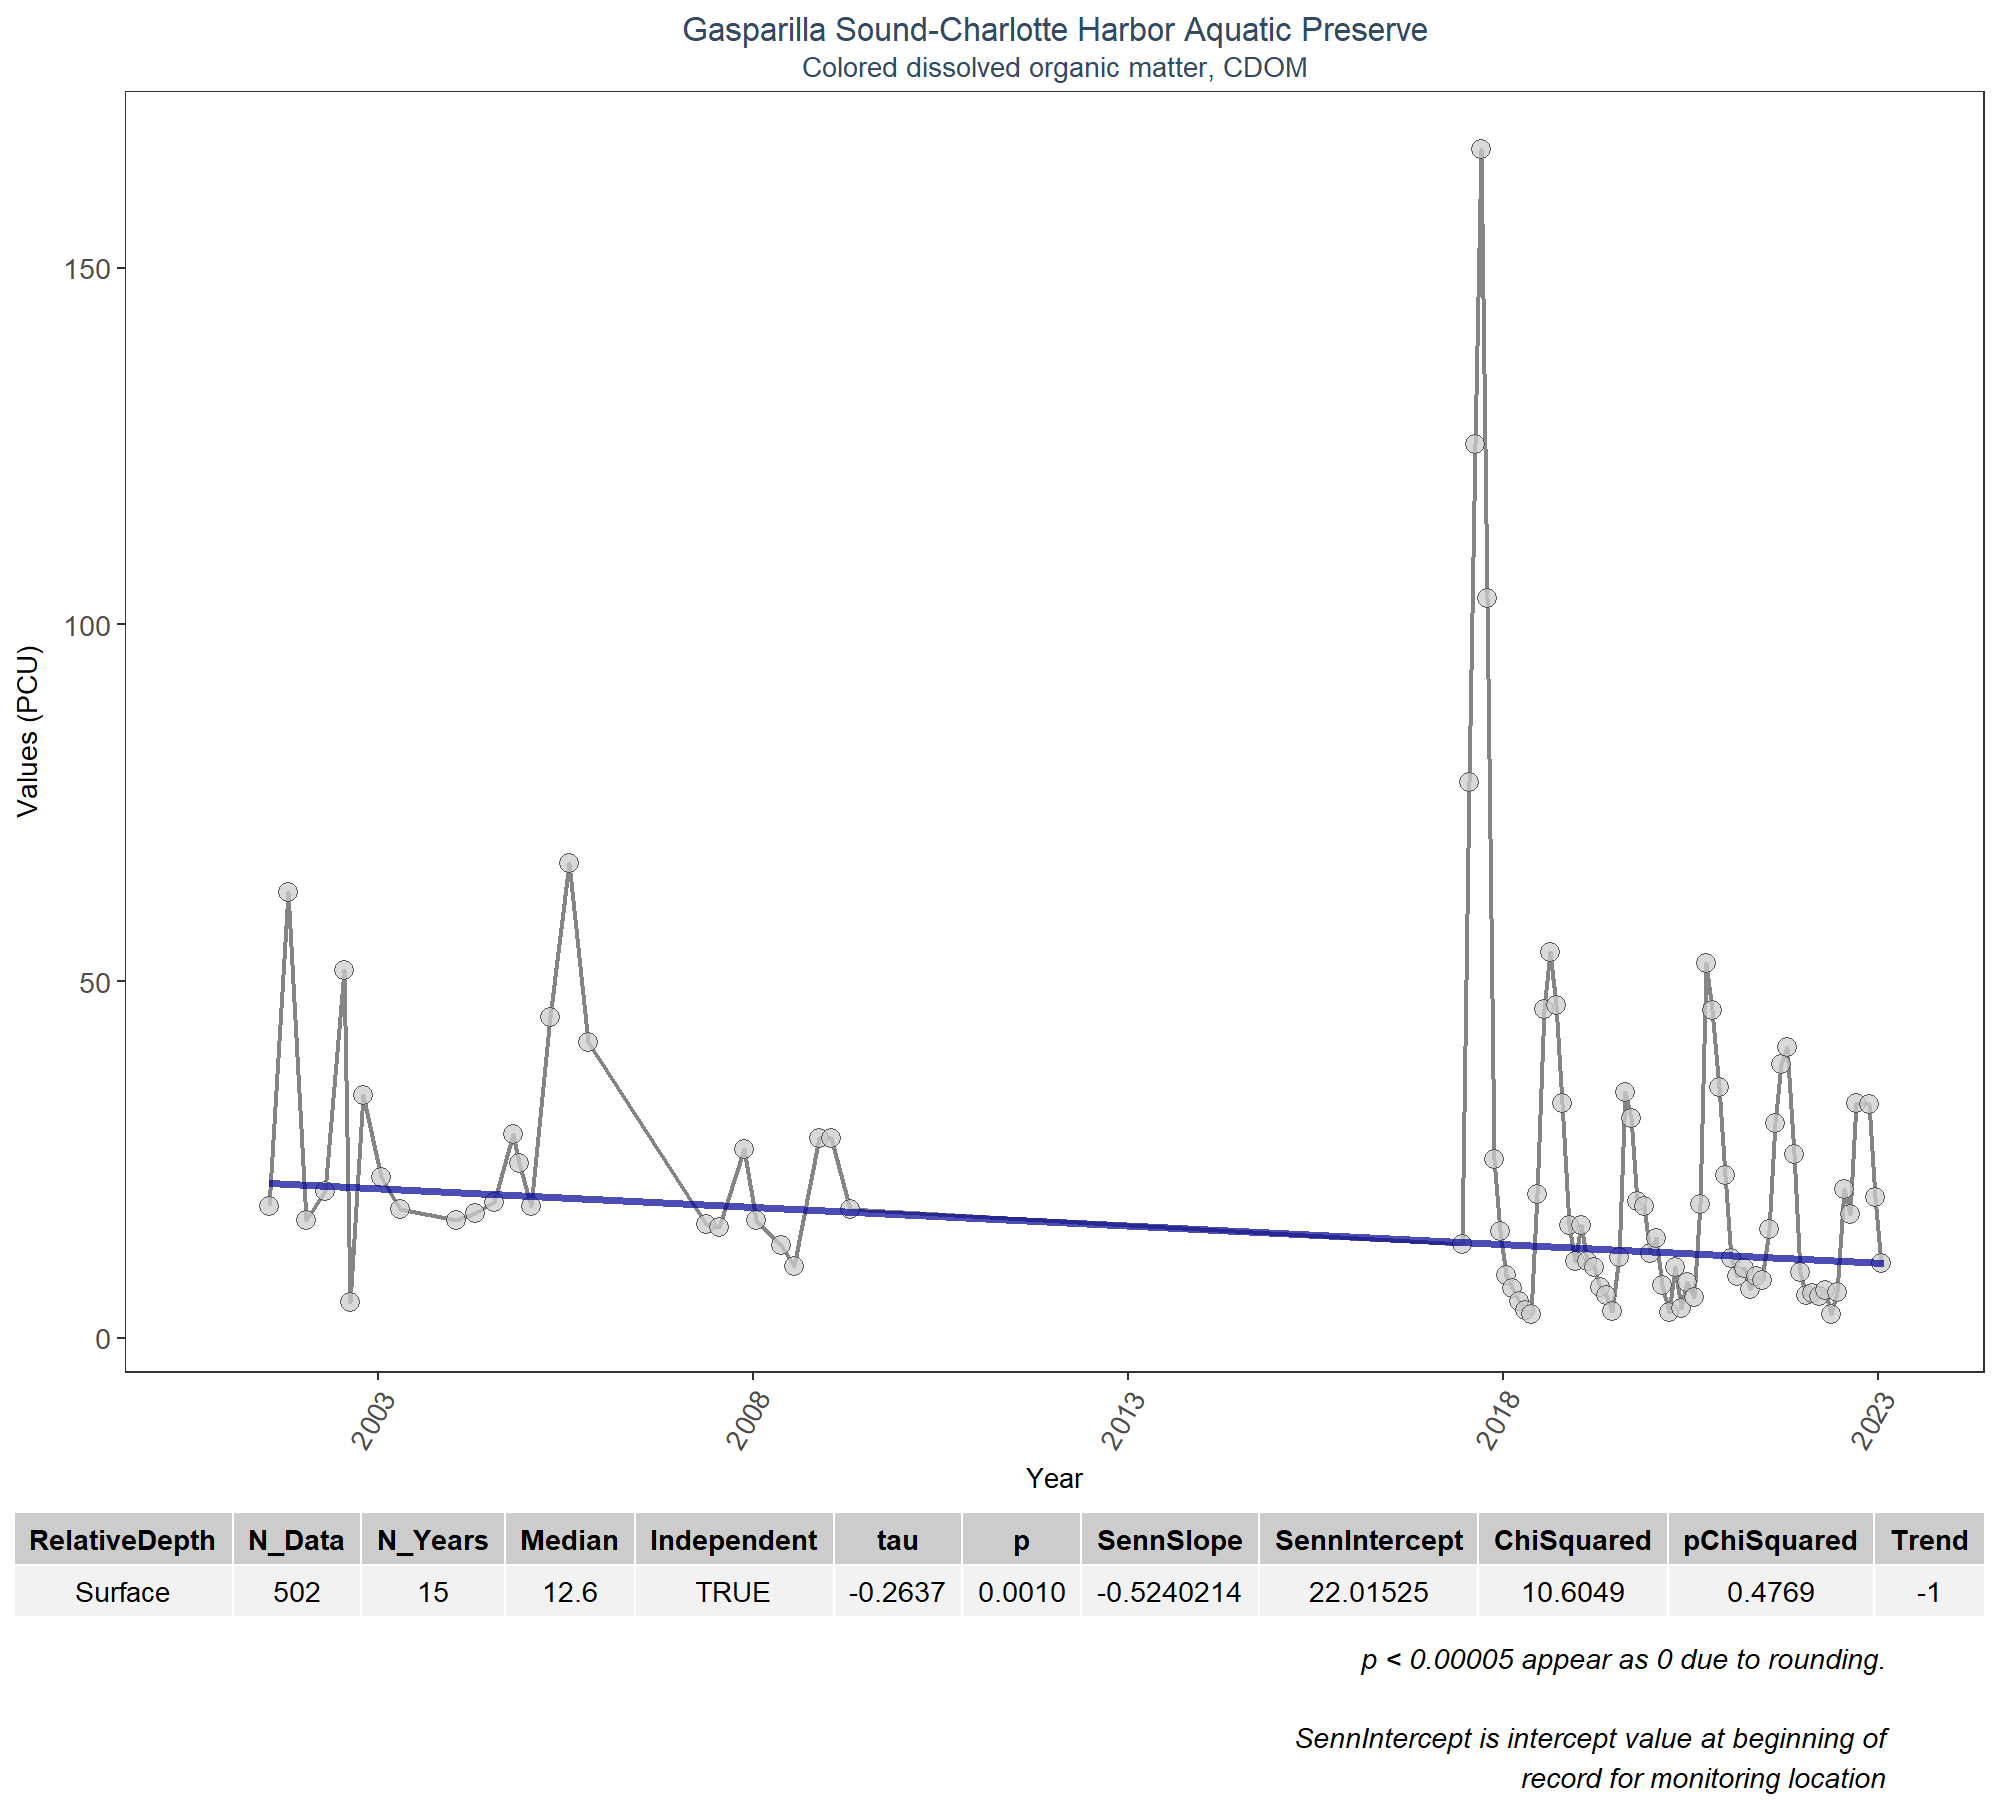 Gasparilla Sound-Charlotte Harbor Aquatic Preserve
Colored dissolved organic matter, CDOM
Values (PCU)
150
100
50
0
2003 2008 2013 2018 2023
Year
RelativeDepth N_Data N_Years Median Independent tau p SennSlope SennIntercept ChiSquared pChiSquared Trend
Surface 502 15 12.6 TRUE -0.2637 0.0010 -0.5240214 22.01525 10.6049 0.4769 -1
p < 0.00005 appear as 0 due to rounding.
SennIntercept is intercept value at beginning of
record for monitoring location